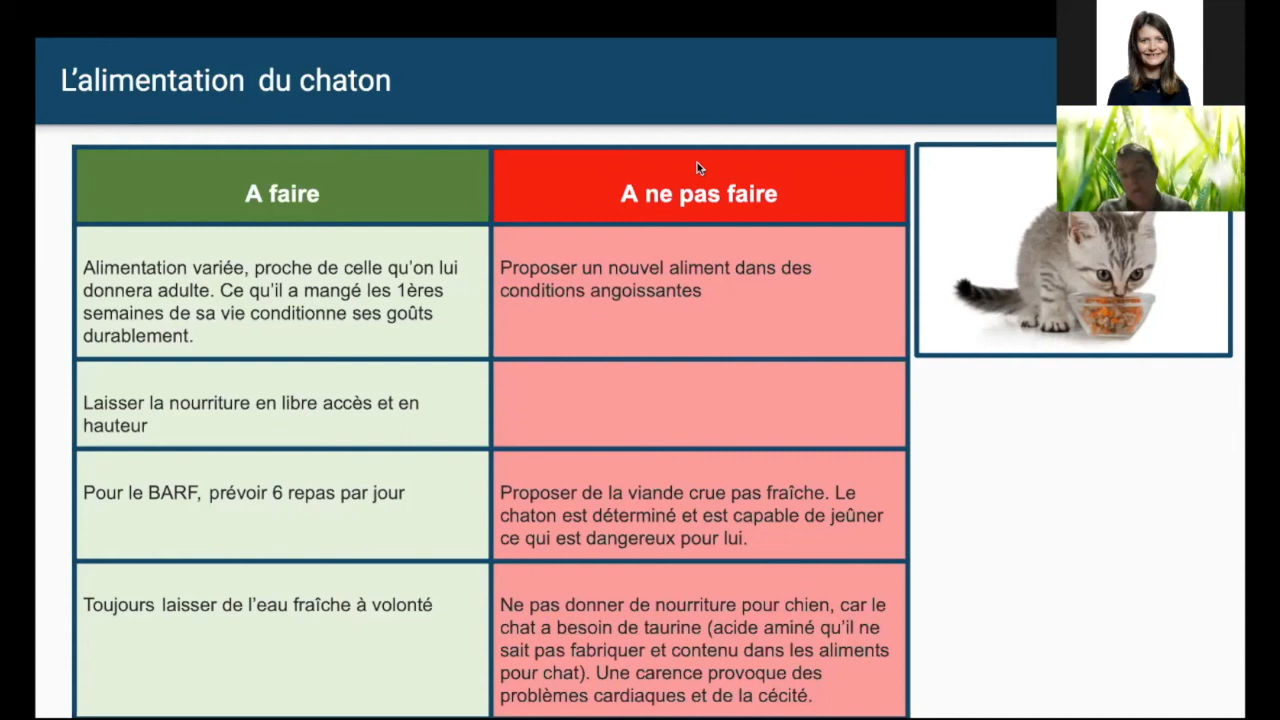 L’alimentation du chaton
A faire
A ne pas faire
Alimentation variée, proche de celle qu’on lui
donnera adulte. Ce qu’il a mangé les 1ères
semaines de sa vie conditionne ses goûts
durablement.
Proposer un nouvel aliment dans des
conditions angoissantes
Laisser la nourriture en libre accès et en
hauteur
Pour le BARF, prévoir 6 repas par jour
Proposer de la viande crue pas fraîche. Le
chaton est déterminé et est capable de jeûner
ce qui est dangereux pour lui.
Toujours laisser de l’eau fraîche à volonté
Ne pas donner de nourriture pour chien, car le
chat a besoin de taurine (acide aminé qu’il ne
sait pas fabriquer et contenu dans les aliments
pour chat). Une carence provoque des
problèmes cardiaques et de la cécité.